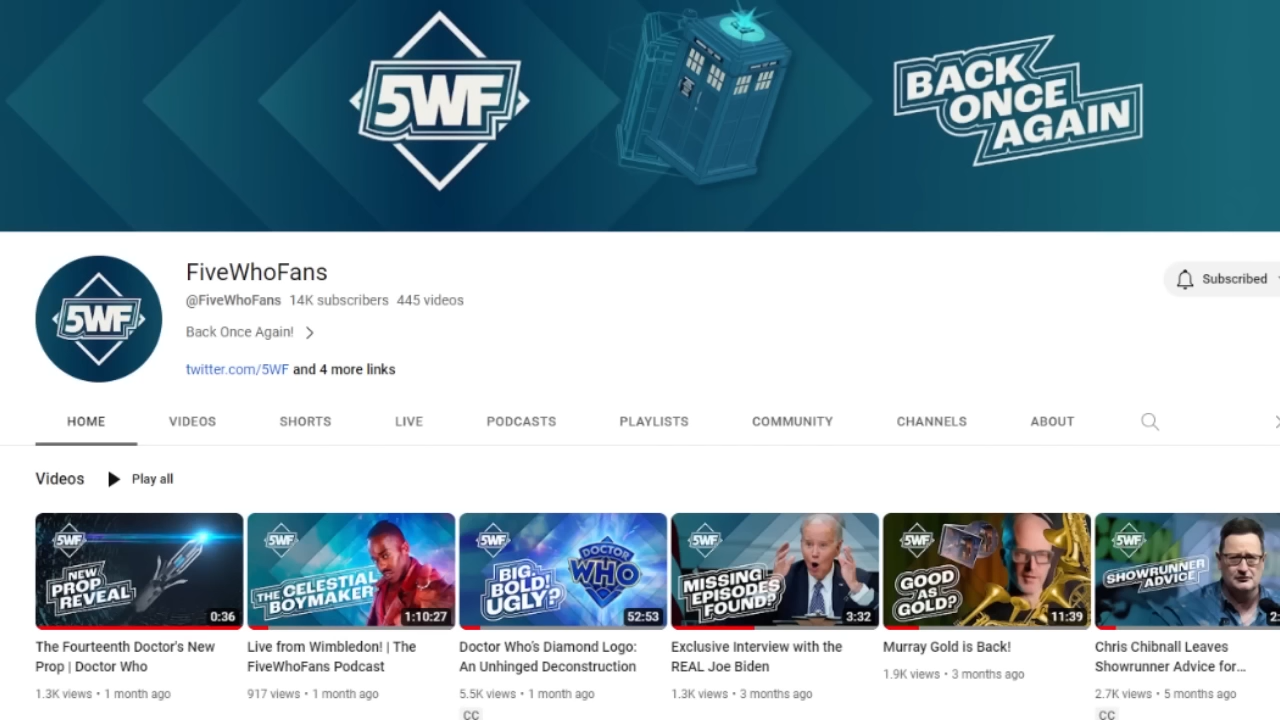 5WF
BACK
ONCE
AGAIN
5WF
FiveWhoFans
@FiveWhoFans 14K subscribers 445 videos
Back Once Again!
twitter.com/5WF and 4 more links
Subscribed
HOME VIDEOS SHORTS LIVE PODCASTS PLAYLISTS COMMUNITY CHANNELS ABOUT
Videos Play all
5WF
NEW
PROP
REVEAL
0:36
5WF
THE CELESTIAL
BOYMAKER
1:10:27
5WF
BIG,
BOLD!
UGLY?
DOCTOR
WHO
52:53
5WF
MISSING
EPISODES
FOUND?
3:32
5WF
GOOD
AS
GOLD?
11:39
5WF
SHOWRUNNER
ADVICE
The Fourteenth Doctor's New
Prop | Doctor Who
1.3K views • 1 month ago
Live from Wimbledon! | The
FiveWhoFans Podcast
917 views • 1 month ago
Doctor Who's Diamond Logo:
An Unhinged Deconstruction
5.5K views • 1 month ago
CC
Exclusive Interview with the
REAL Joe Biden
1.3K views • 3 months ago
Murray Gold is Back!
1.9K views • 3 months ago
Chris Chibnall Leaves
Showrunner Advice for...
2.7K views • 5 months ago
CC